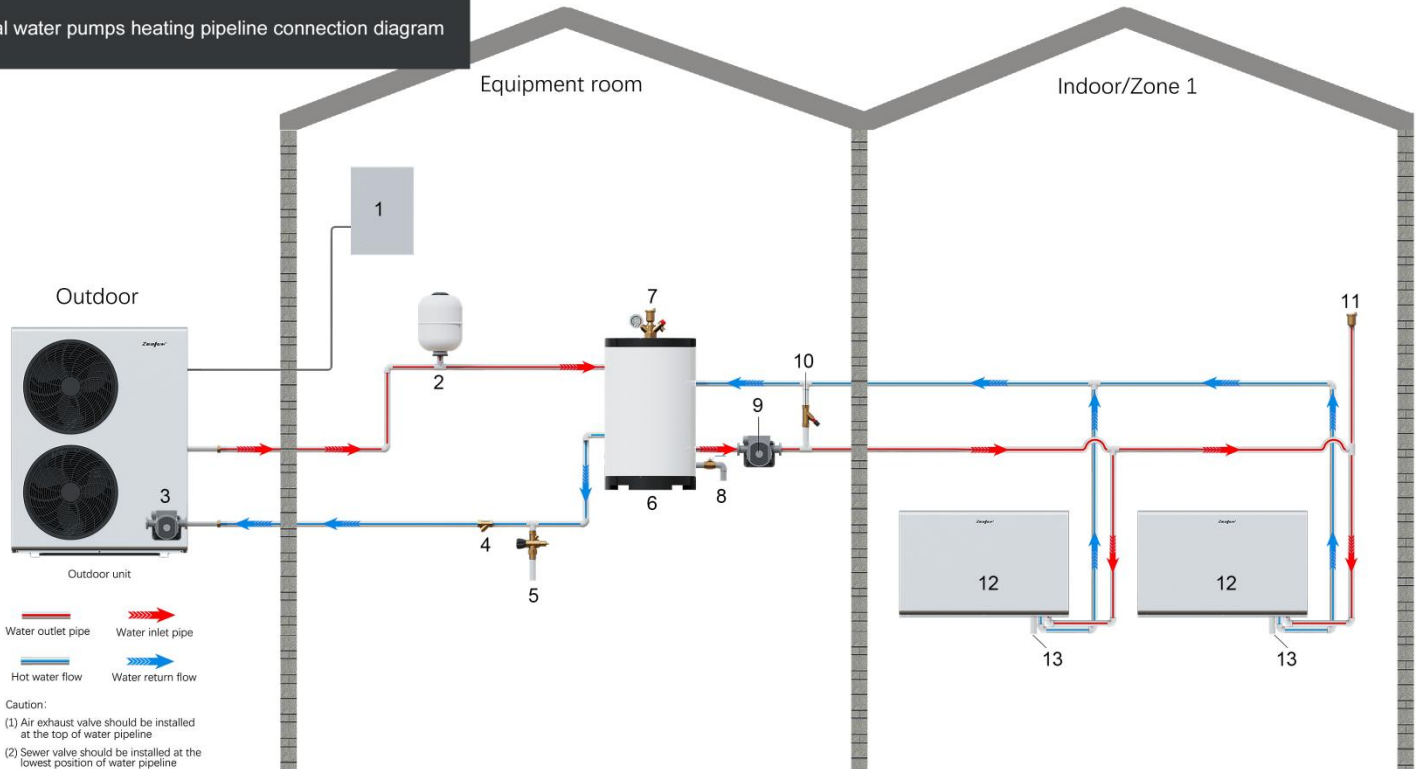 al water pumps heating pipeline connection diagram
Equipment room
Indoor/Zone 1
1
Outdoor
7
11
2
10
9
3
6
8
4
5
12
12
13
13
Outdoor unit
Water outlet pipe
Water inlet pipe
Hot water flow
Water return flow
Caution:
(1) Air exhaust valve should be installed
at the top of water pipeline
(2) Sewer valve should be installed at the
lowest position of water pipeline